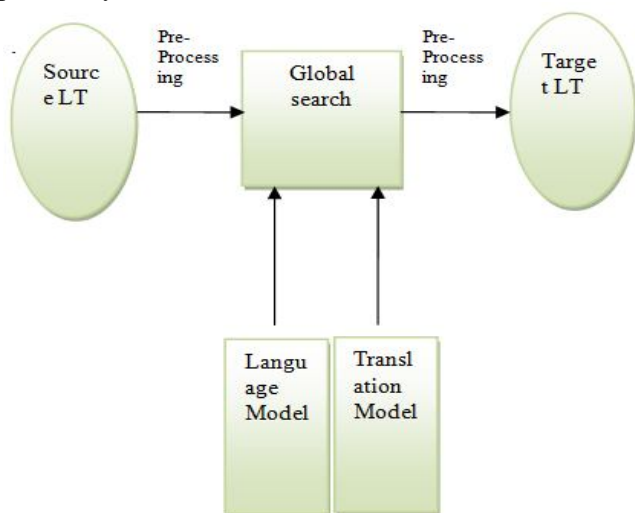 Sourc
e LT
Pre-
Process
ing
Global
search
Pre-
Process
ing
Targe
t LT
Langu
age
Model
Transl
ation
Model